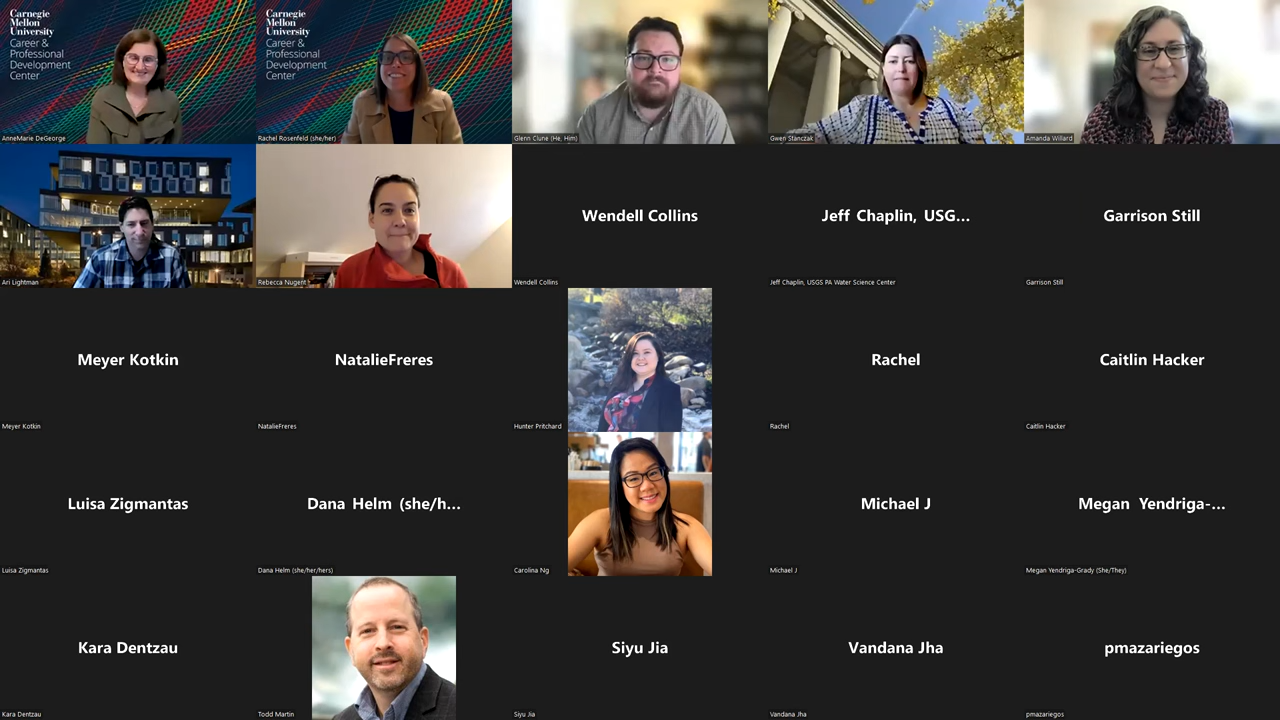 Carnegie
Mellon
University
Career &
Professional
Development
Center
AnneMarie DeGeorge
Carnegie
Mellon
University
Career &
Professional
Development
Center
Rachel Rosenfeld (she/her)
Glenn Clune (He, Him)
Gwen Stanczak
Amanda Willard
Ari Lightman
Rebecca Nugent
Wendell Collins
Wendell Collins
Jeff Chaplin, USG...
Jeff Chaplin, USGS PA Water Science Center
Garrison Still
Garrison Still
Meyer Kotkin
Meyer Kotkin
NatalieFreres
NatalieFreres
Hunter Pritchard
Rachel
Rachel
Caitlin Hacker
Caitlin Hacker
Luisa Zigmantas
Luisa Zigmantas
Dana Helm (she/h...
Dana Helm (she/her/hers)
Carolina Ng
Michael J
Michael J
Megan Yendriga-...
Megan Yendriga-Grady (She/They)
Kara Dentzau
Kara Dentzau
Todd Martin
Siyu Jia
Siyu Jia
Vandana Jha
Vandana Jha
pmazariegos
pmazariegos